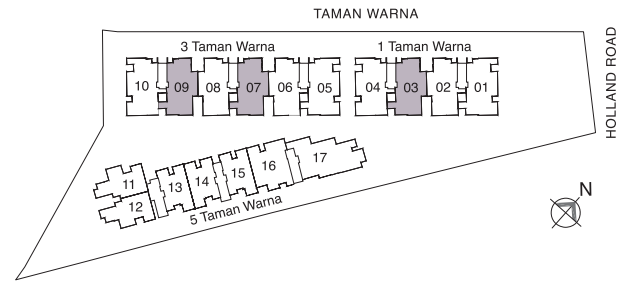 TAMAN WARNA
HOLLAND ROAD
3 Taman Warna
1 Taman Warna
10 09 08 07 06 05 04 03 02 01
11 12 13 14 15 16 17
5 Taman Warna
N